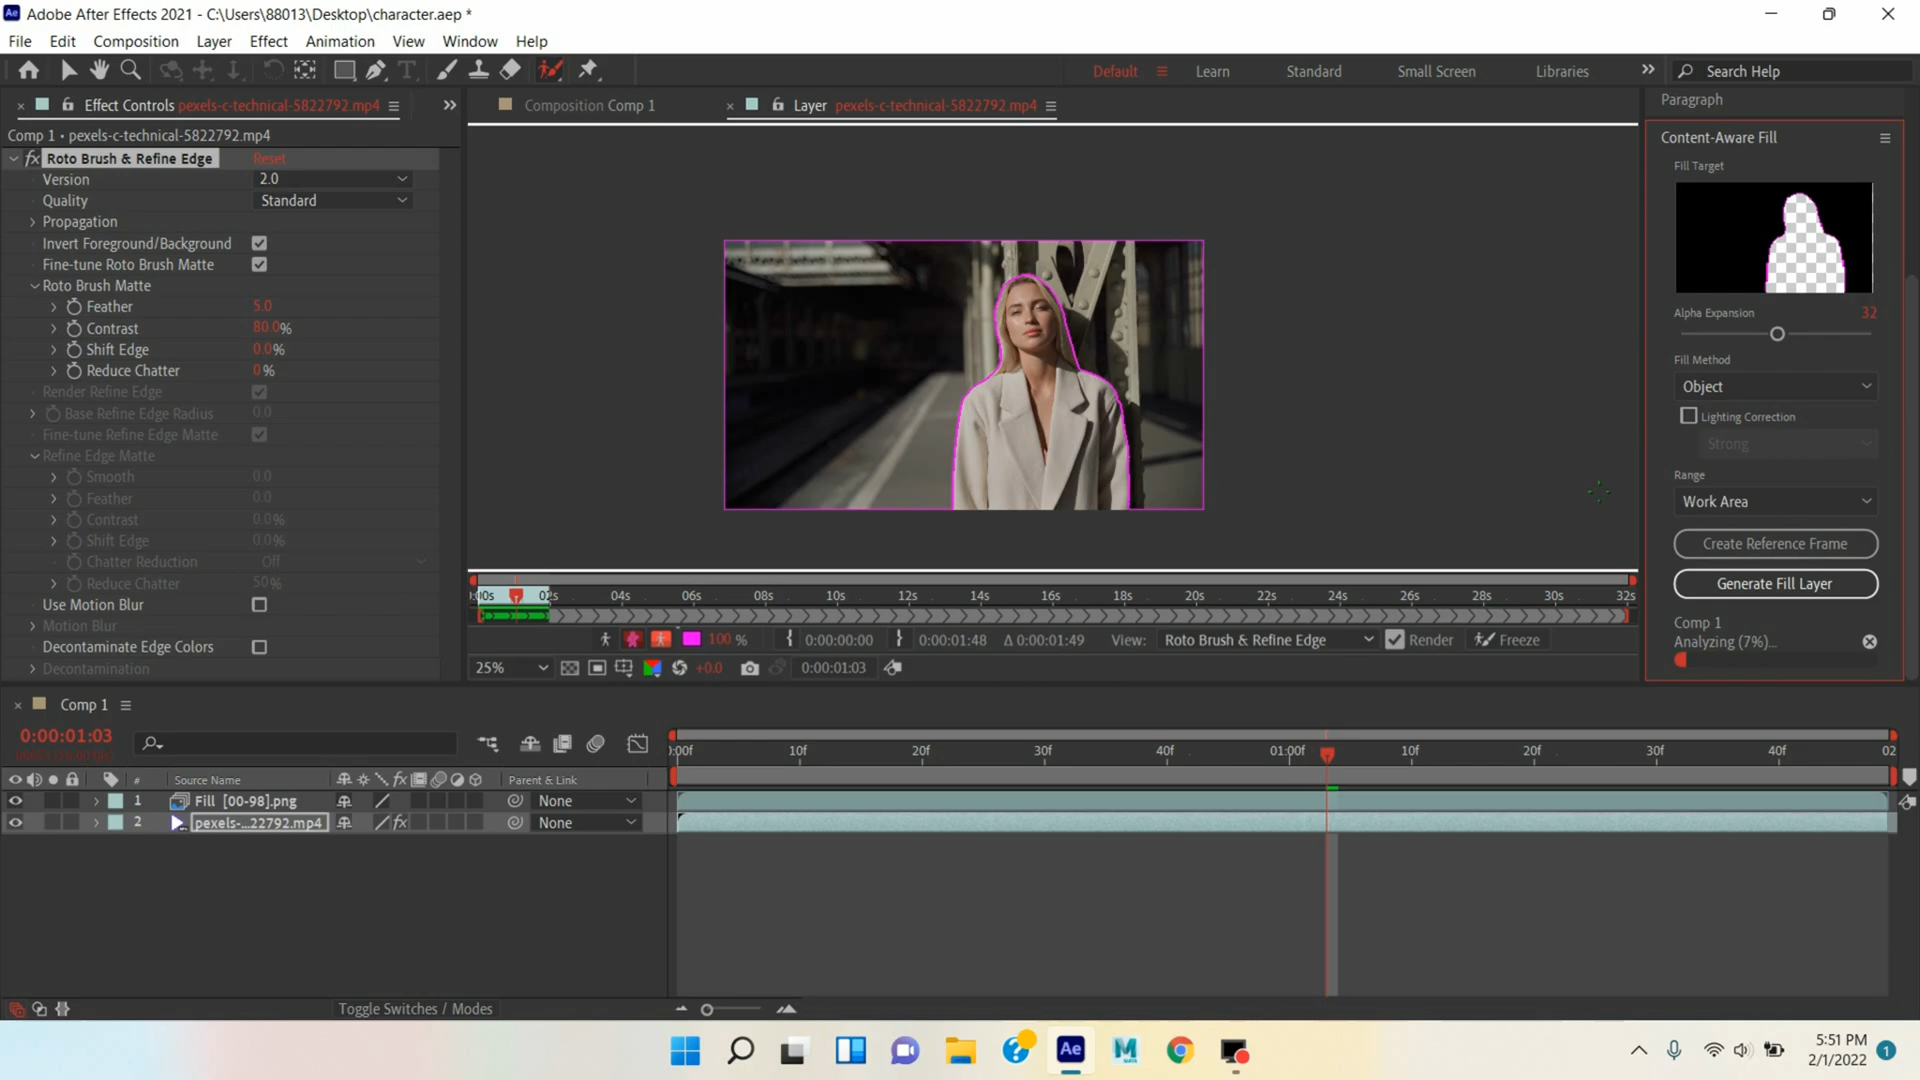 Adobe After Effects 2021 - C:\Users\88013\Desktop\character.aep *
File Edit Composition Layer Effect Animation View Window Help
Default Learn Standard Small Screen Libraries Search Help
Effect Controls pexels-c-technical-5822792.mp4
Comp 1 • pexels-c-technical-5822792.mp4
fx Roto Brush & Refine Edge Reset
Version 2.0
Quality Standard
Propagation
Invert Foreground/Background
Fine-tune Roto Brush Matte
Roto Brush Matte
Feather 5.0
Contrast 80.0%
Shift Edge 0.0%
Reduce Chatter 0%
Render Refine Edge
Base Refine Edge Radius 0.0
Fine-tune Refine Edge Matte
Refine Edge Matte
Smooth 0.0
Feather 0.0
Contrast 0.0%
Shift Edge 0.0%
Chatter Reduction Off
Reduce Chatter 50%
Use Motion Blur
Motion Blur
Decontaminate Edge Colors
Decontamination
Composition Comp 1
Layer pexels-c-technical-5822792.mp4
:00s 02s 04s 06s 08s 10s 12s 14s 16s 18s 20s 22s 24s 26s 28s 30s 32s
100 % 0:00:00:00 0:00:01:48 Δ 0:00:01:49 View: Roto Brush & Refine Edge Render Freeze
25% +0.0 0:00:01:03
Paragraph
Content-Aware Fill
Fill Target
Alpha Expansion 32
Fill Method
Object
Lighting Correction
Strong
Range
Work Area
Create Reference Frame
Generate Fill Layer
Comp 1
Analyzing (7%)...
Comp 1
0:00:01:03
:00f 10f 20f 30f 40f 01:00f 10f 20f 30f 40f 02
# Source Name fx Parent & Link
1 Fill [00-98].png None
2 pexels-...22792.mp4 fx None
Toggle Switches / Modes
Ae
M
5:51 PM
2/1/2022
1